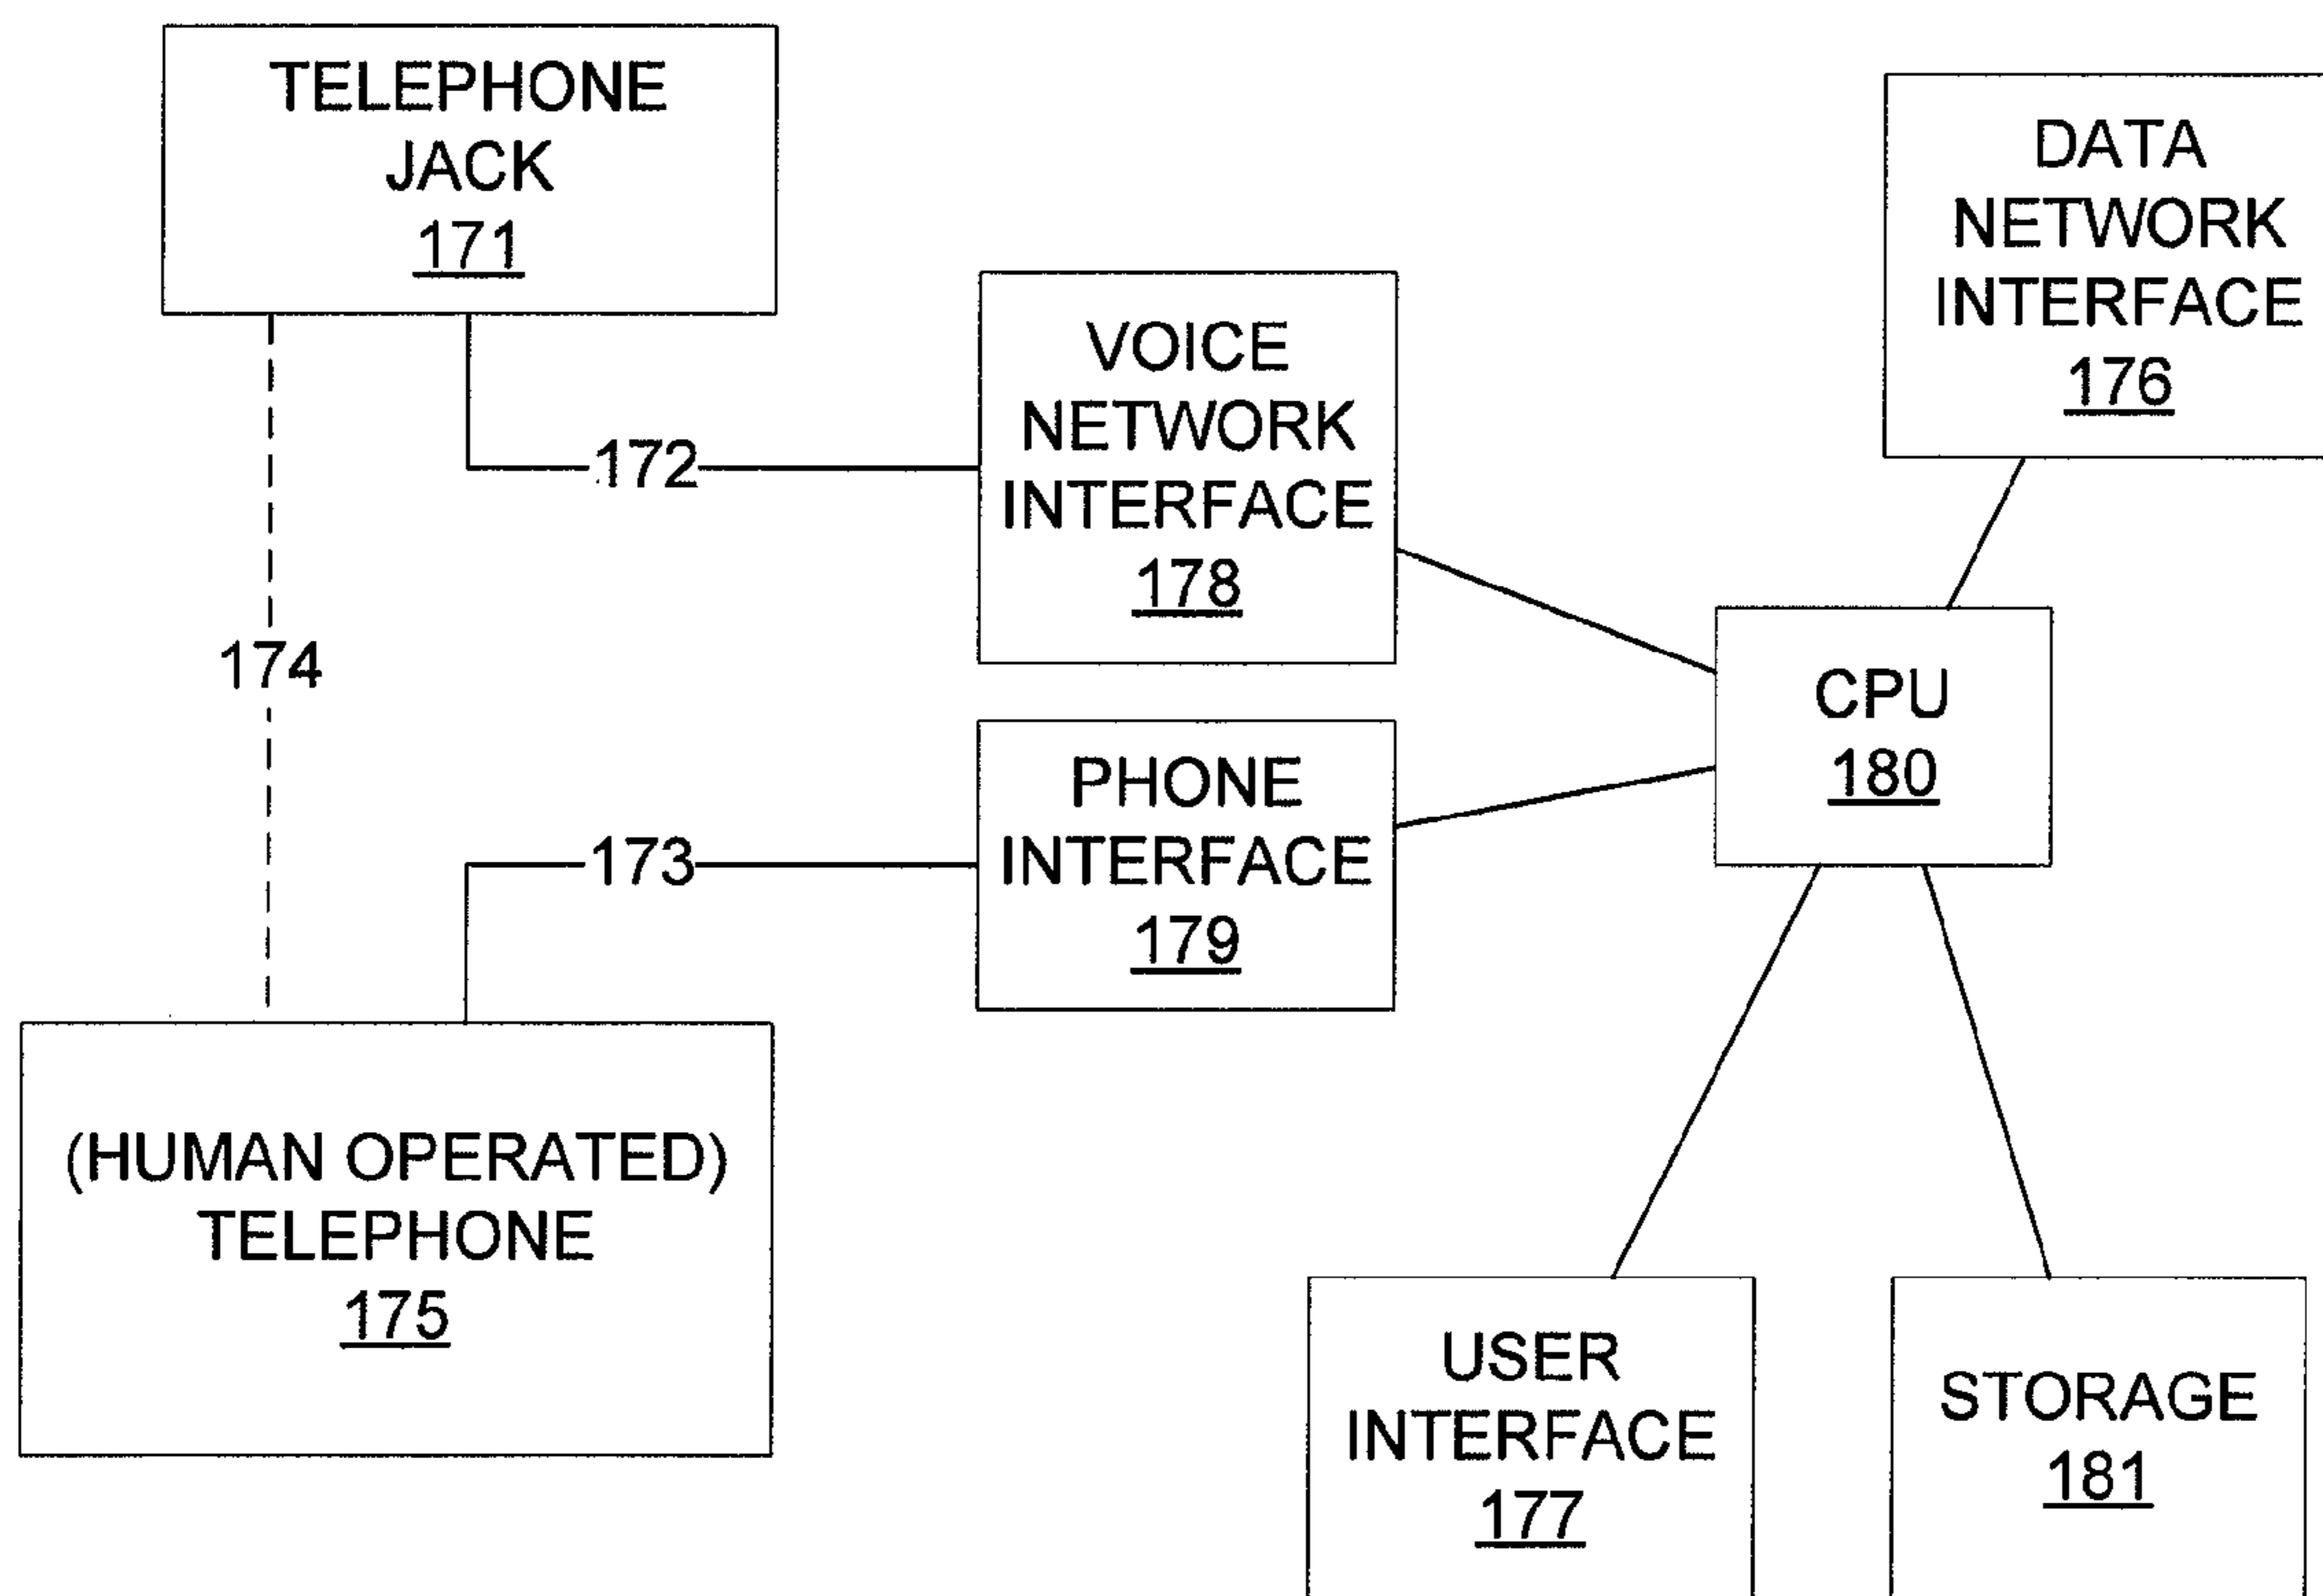 TELEPHONE
JACK
171
DATA
NETWORK
INTERFACE
176
VOICE
NETWORK
INTERFACE
178
172
174
CPU
180
PHONE
INTERFACE
179
173
(HUMAN OPERATED)
TELEPHONE
175
USER
INTERFACE
177
STORAGE
181